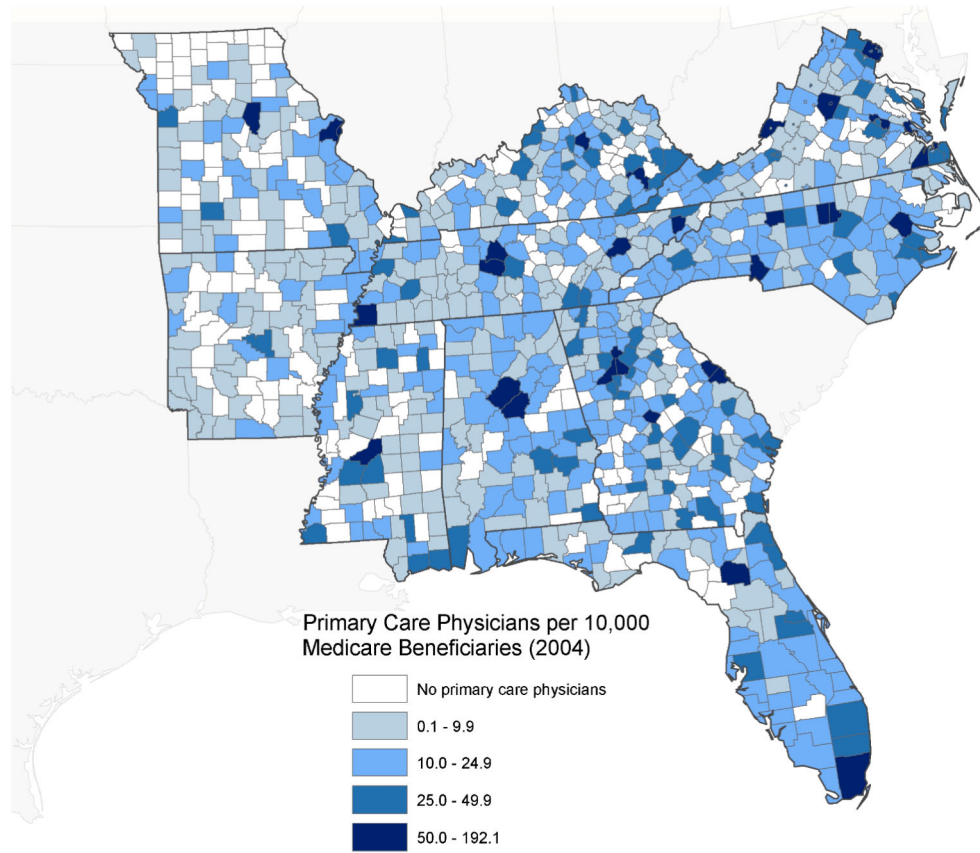 Primary Care Physicians per 10,000
Medicare Beneficiaries (2004)
No primary care physicians
0.1 - 9.9
10.0 - 24.9
25.0 - 49.9
50.0 - 192.1